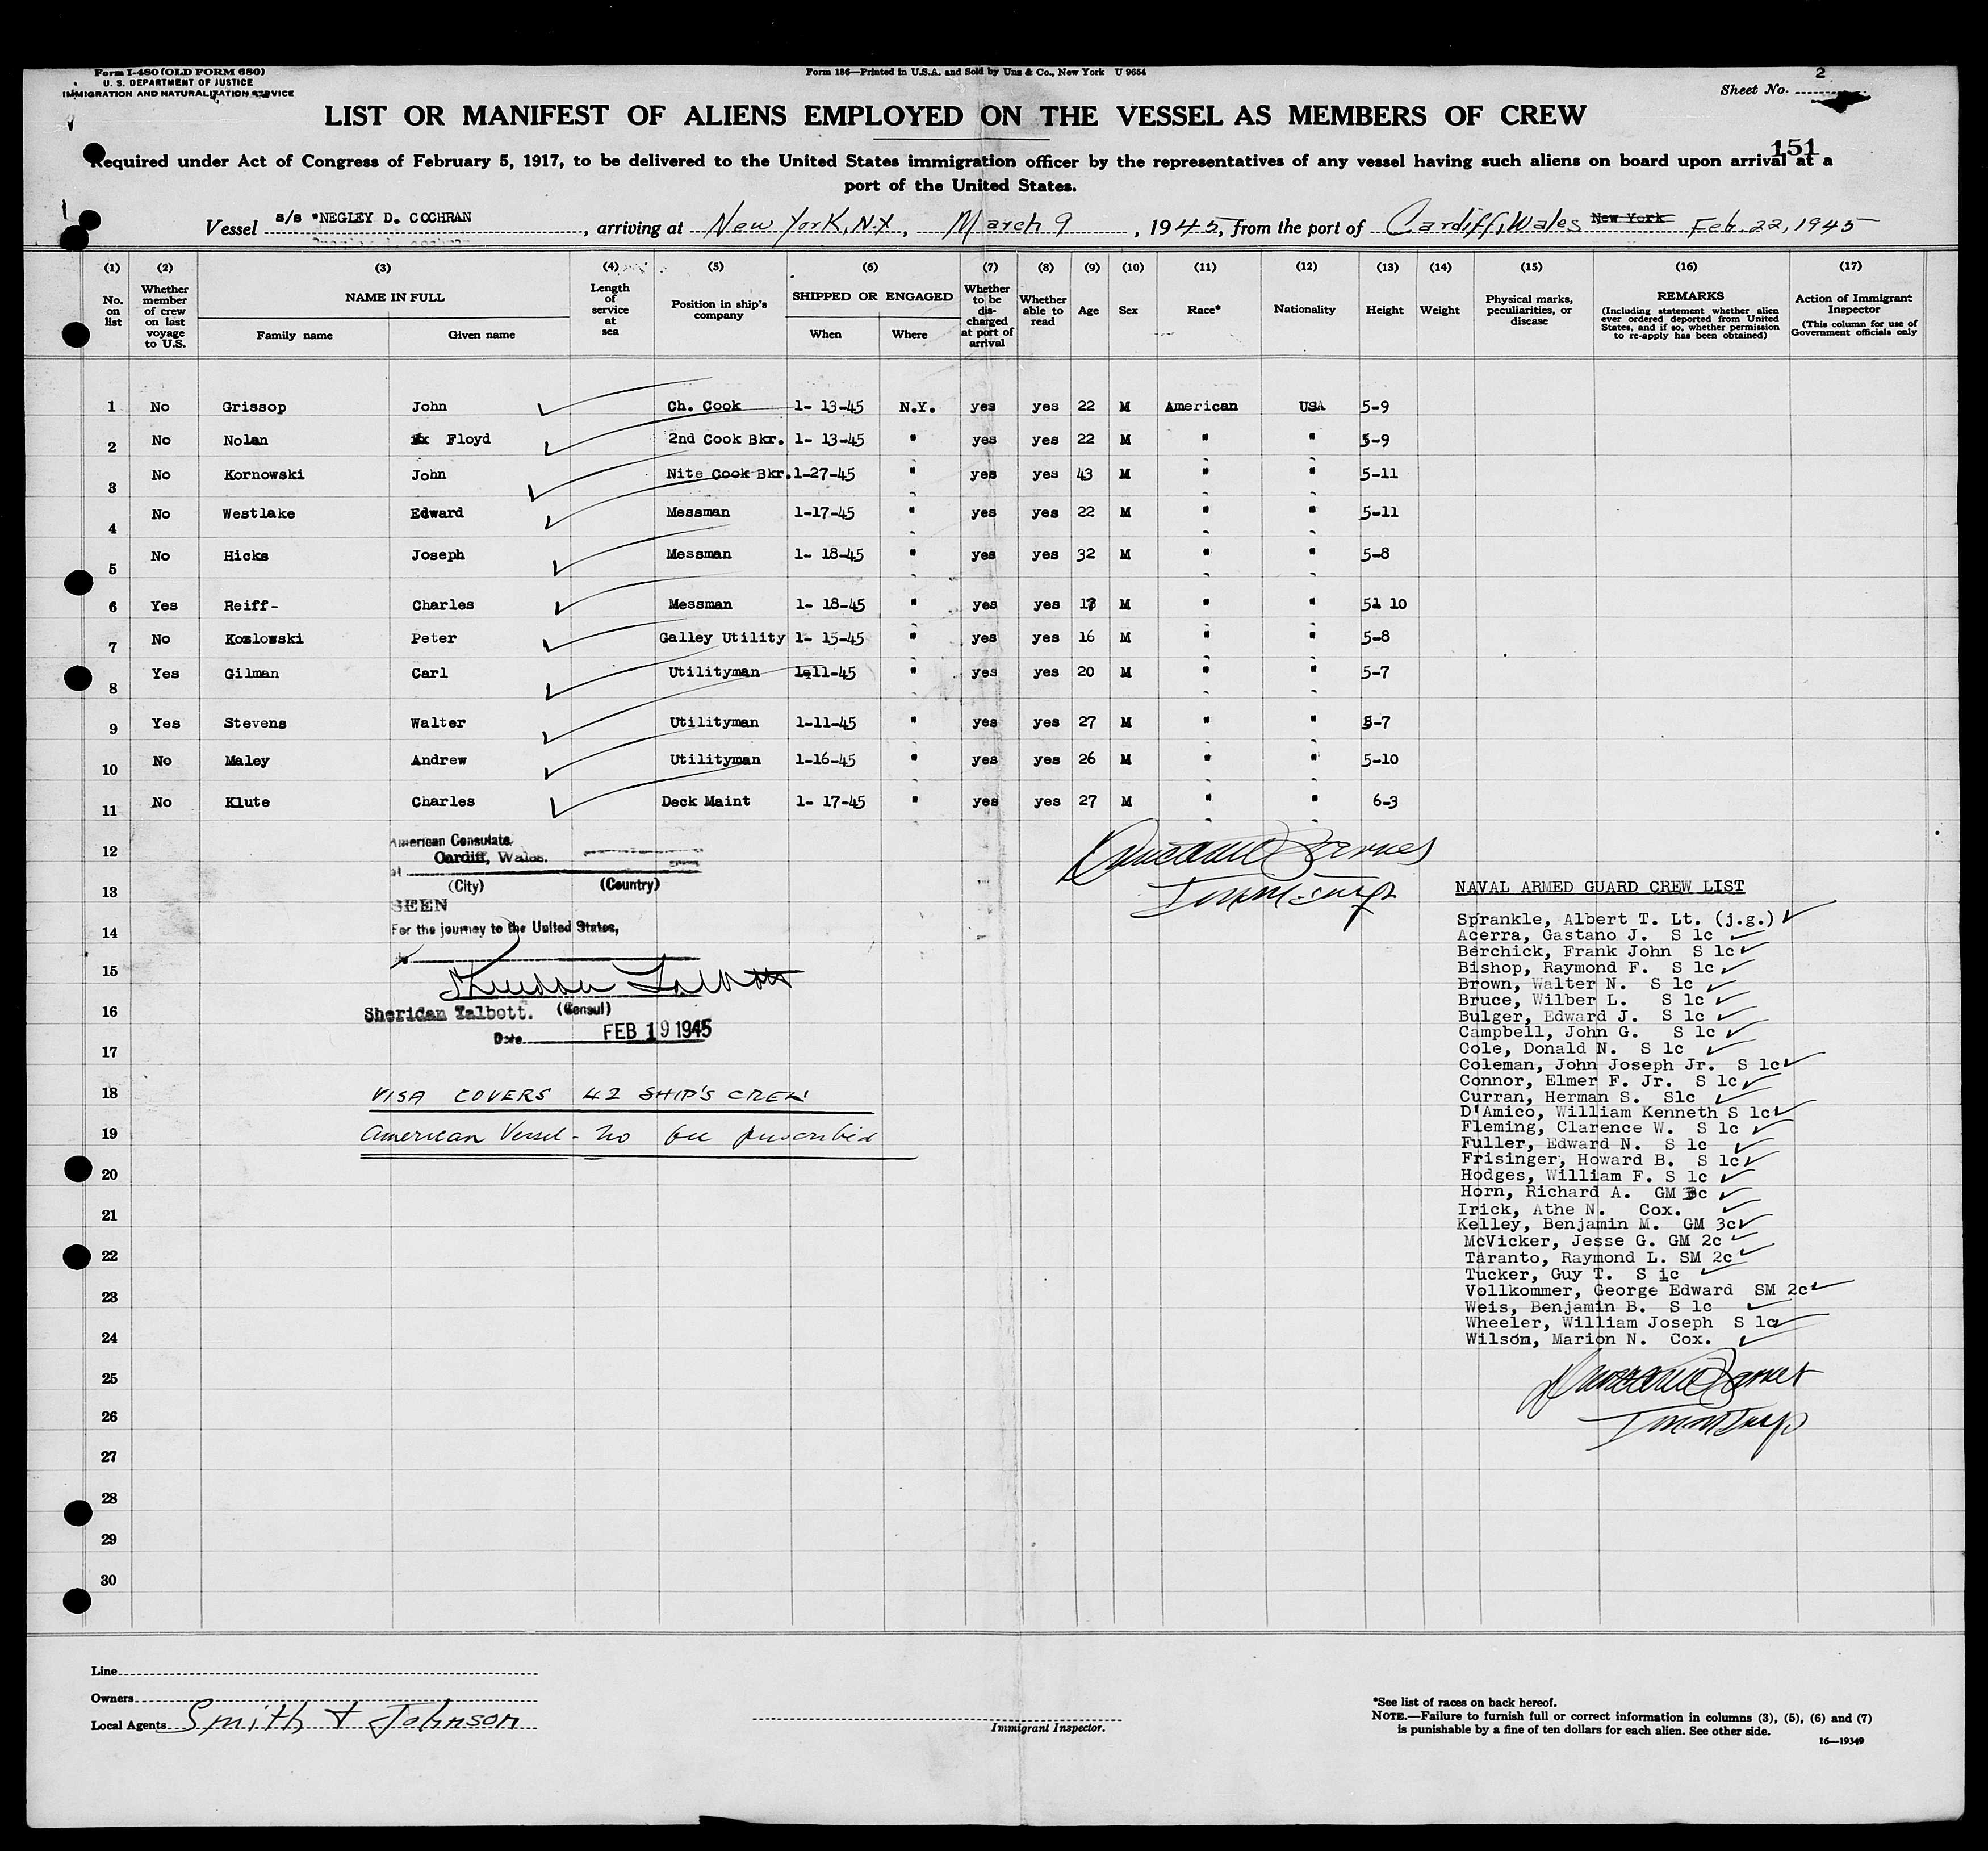 Form I-480 (OLD FORM 680)
U. S. DEPARTMENT OF JUSTICE
IMMIGRATION AND NATURALIZATION SERVICE
Form 186—Printed in U.S.A. and Sold by Unz & Co., New York U 9654
Sheet No. 2
LIST OR MANIFEST OF ALIENS EMPLOYED ON THE VESSEL AS MEMBERS OF CREW
151
Required under Act of Congress of February 5, 1917, to be delivered to the United States immigration officer by the representatives of any vessel having such aliens on board upon arrival at a
port of the United States.
Vessel s/s "NEGLEY D. COCHRAN , arriving at New York, N.Y , March 9 , 1945, from the port of Cardiff, Wales New York Feb. 22, 1945
(1) (2) (3) (4) (5) (6) (7) (8) (9) (10) (11) (12) (13) (14) (15) (16) (17)
No. on list
Whether member of crew on last voyage to U.S.
NAME IN FULL
Family name Given name
Length of service at sea
Position in ship's company
SHIPPED OR ENGAGED
When Where
Whether to be discharged at port of arrival
Whether able to read
Age
Sex
Race*
Nationality
Height
Weight
Physical marks, peculiarities, or disease
REMARKS
(Including statement whether alien ever ordered deported from United States, and if so, whether permission to re-apply has been obtained)
Action of Immigrant Inspector
(This column for use of Government officials only
1 No Grissop John Ch. Cook 1- 13-45 N.Y. yes yes 22 M American USA 5-9
2 No Nolan Floyd 2nd Cook Bkr. 1- 13-45 " yes yes 22 M " " 5-9
3 No Kornowski John Nite Cook Bkr. 1-27-45 " yes yes 43 M " " 5-11
4 No Westlake Edward Messman 1-17-45 " yes yes 22 M " " 5-11
5 No Hicks Joseph Messman 1- 18-45 " yes yes 32 M " " 5-8
6 Yes Reiff- Charles Messman 1- 18-45 " yes yes M " " 10
7 No Koslowski Peter Galley Utility 1- 15-45 " yes yes 16 M " " 5-8
8 Yes Gilman Carl Utilityman 1-11-45 " yes yes 20 M " " 5-7
9 Yes Stevens Walter Utilityman 1-11-45 " yes yes 27 M " " 5-7
10 No Maley Andrew Utilityman 1-16-45 " yes yes 26 M " " 5-10
11 No Klute Charles Deck Maint 1- 17-45 " yes yes 27 M " " 6-3
12
13
14
15
16
17
18
19
20
21
22
23
24
25
26
27
28
29
30
American Consulate
Cardiff, Wales.
at
(City) (Country)
SEEN
For the journey to the United States,
Sheridan Talbott
Sheridan Talbott. (Consul)
Date FEB 19 1945
VISA COVERS 42 SHIP'S CREW
American Vessel - no fee prescribed
Barnes
NAVAL ARMED GUARD CREW LIST
Sprankle, Albert T. Lt. (j.g.)
Acerra, Gastano J. S 1c
Berchick, Frank John S 1c
Bishop, Raymond F. S 1c
Brown, Walter N. S 1c
Bruce, Wilber L. S 1c
Bulger, Edward J. S 1c
Campbell, John G. S 1c
Cole, Donald N. S 1c
Coleman, John Joseph Jr. S 1c
Connor, Elmer F. Jr. S 1c
Curran, Herman S. S1c
D'Amico, William Kenneth S 1c
Fleming, Clarence W. S 1c
Fuller, Edward N. S 1c
Frisinger, Howard B. S 1c
Hodges, William F. S 1c
Horn, Richard A. GM 3c
Irick, Athe N. Cox.
Kelley, Benjamin M. GM 3c
McVicker, Jesse G. GM 2c
Taranto, Raymond L. SM 2c
Tucker, Guy T. S 1c
Vollkommer, George Edward SM 2c
Weis, Benjamin B. S 1c
Wheeler, William Joseph S 1c
Wilson, Marion N. Cox.
Line
Owners
Local Agents Smith & Johnson
Immigrant Inspector.
*See list of races on back hereof.
NOTE.—Failure to furnish full or correct information in columns (3), (5), (6) and (7)
is punishable by a fine of ten dollars for each alien. See other side.
16—19349